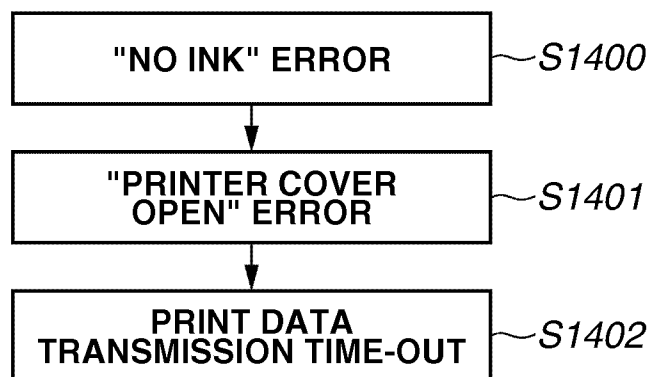 "NO INK" ERROR
S1400
"PRINTER COVER
OPEN" ERROR
S1401
PRINT DATA
TRANSMISSION TIME-OUT
S1402